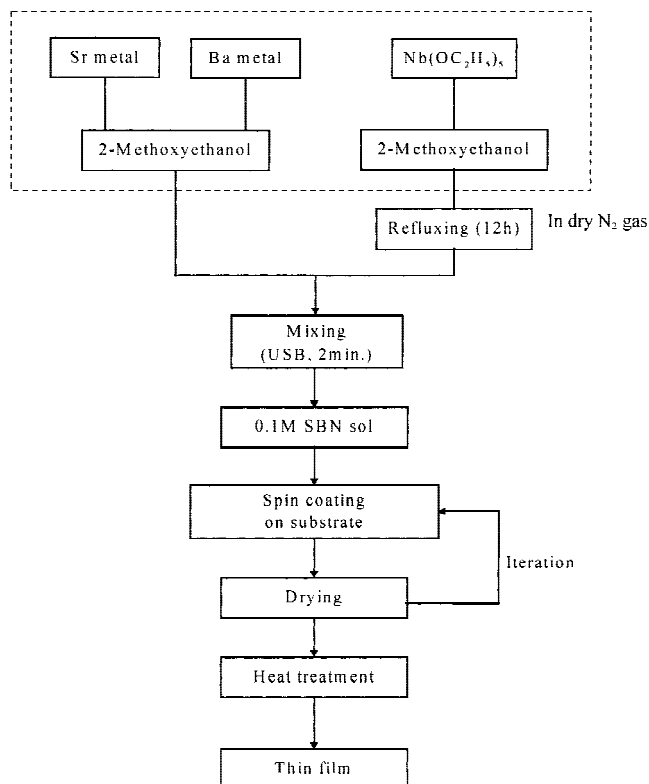 Sr metal
Ba metal
Nb(OC₂H₅)₅
2-Methoxyethanol
2-Methoxyethanol
Refluxing (12h)
In dry N₂ gas
Mixing
(USB, 2min.)
0.1M SBN sol
Spin coating
on substrate
Iteration
Drying
Heat treatment
Thin film